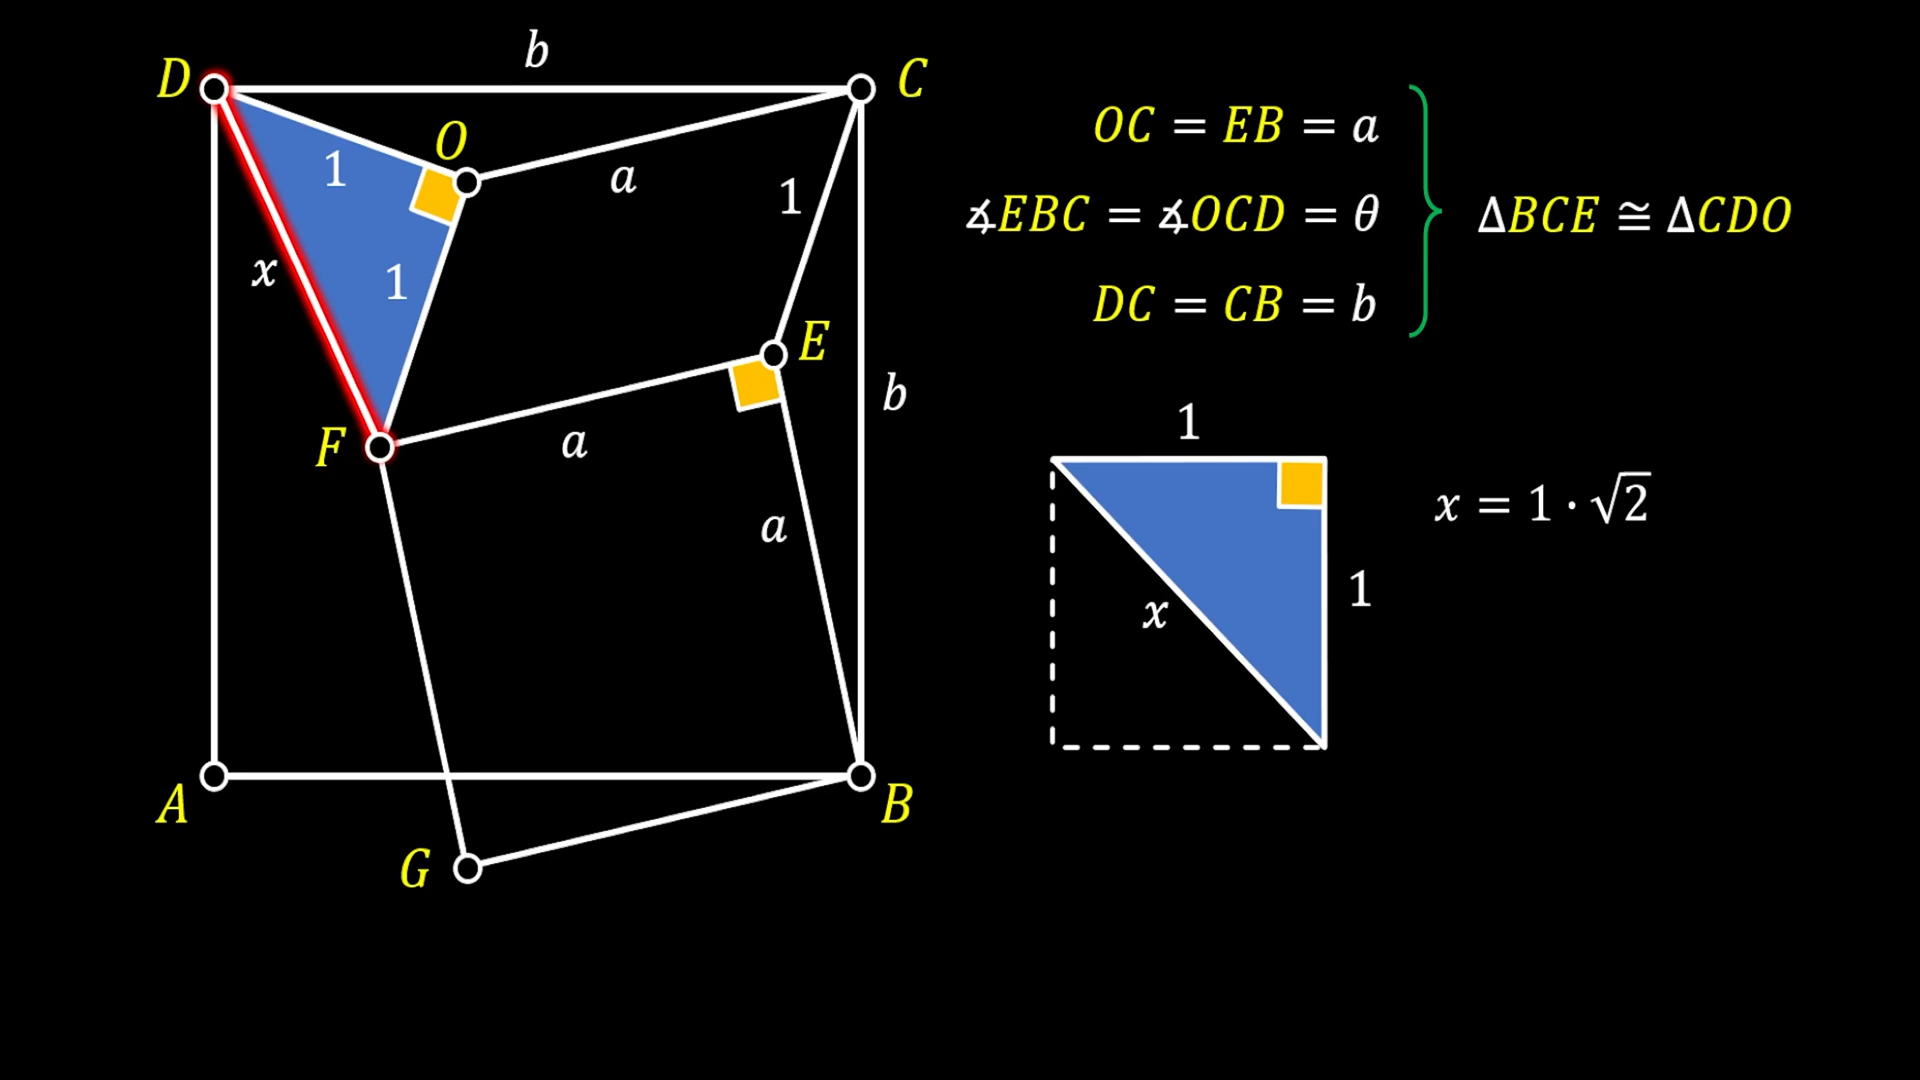 b
D
C
O
1
a
1
OC = EB = a
∡EBC = ∡OCD = θ
ΔBCE ≅ ΔCDO
DC = CB = b
x
1
E
b
F
a
a
1
x = 1 · √2
1
x
A
B
G